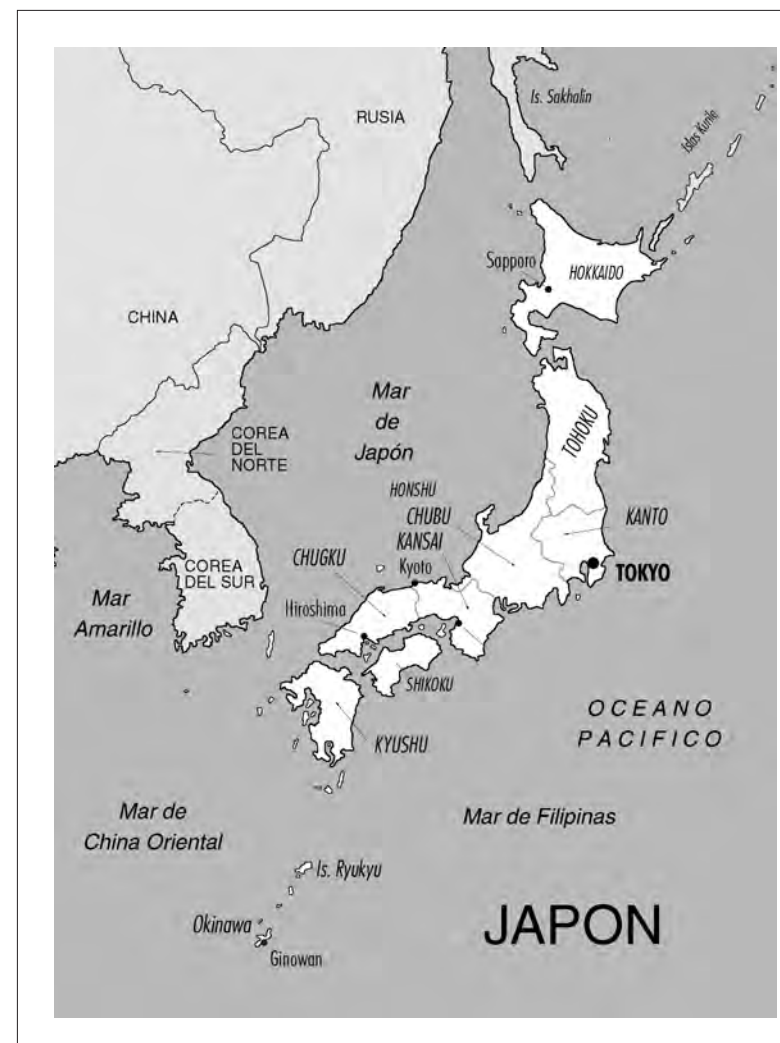 RUSIA
Is. Sakhalin
Islas Kurile
Sapporo
HOKKAIDO
CHINA
Mar
de
Japón
TOHOKU
COREA
DEL
NORTE
HONSHU
CHUBU
KANTO
KANSAI
CHUGKU
Kyoto
TOKYO
COREA
DEL SUR
Mar
Amarillo
Hiroshima
SHIKOKU
OCEANO
PACIFICO
KYUSHU
Mar de
China Oriental
Mar de Filipinas
Is. Ryukyu
Okinawa
Ginowan
JAPON